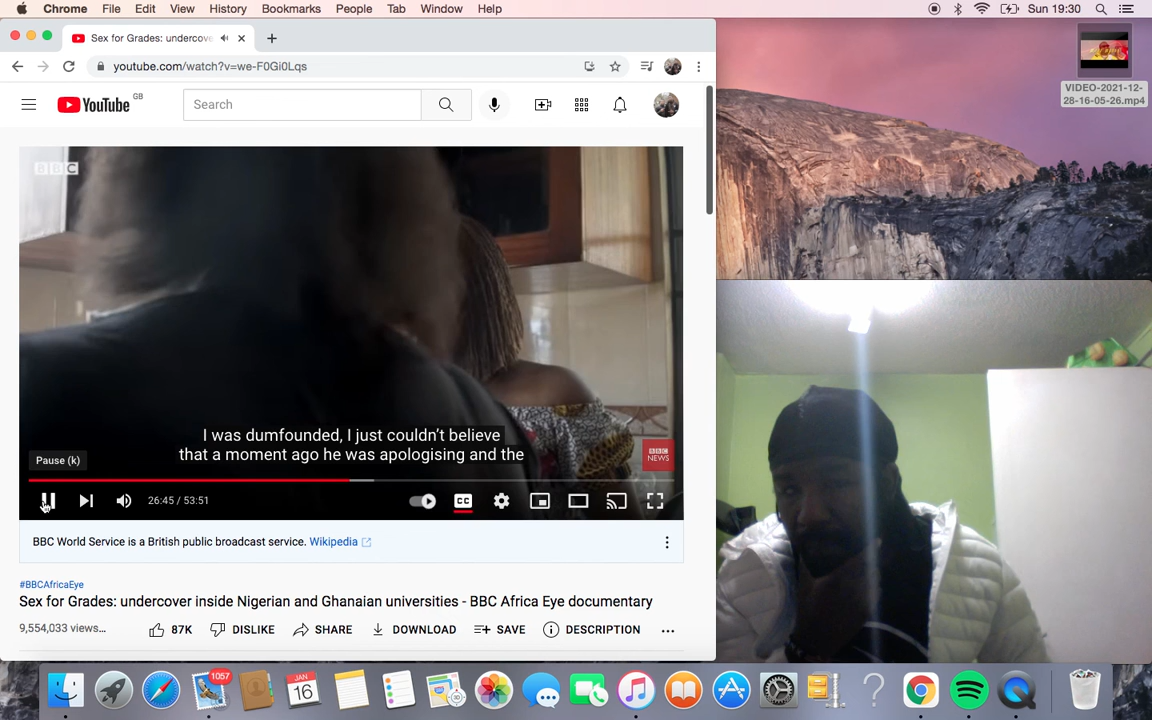 Chrome File Edit View History Bookmarks People Tab Window Help Sun 19:30
Sex for Grades: undercove
youtube.com/watch?v=we-F0Gi0Lqs
YouTube GB
Search
VIDEO-2021-12-
28-16-05-26.mp4
BBC
I was dumfounded, I just couldn't believe
that a moment ago he was apologising and the
BBC
NEWS
Pause (k)
26:45 / 53:51
CC
BBC World Service is a British public broadcast service. Wikipedia
#BBCAfricaEye
Sex for Grades: undercover inside Nigerian and Ghanaian universities - BBC Africa Eye documentary
9,554,033 views... 87K DISLIKE SHARE DOWNLOAD SAVE DESCRIPTION
1057
JAN
16